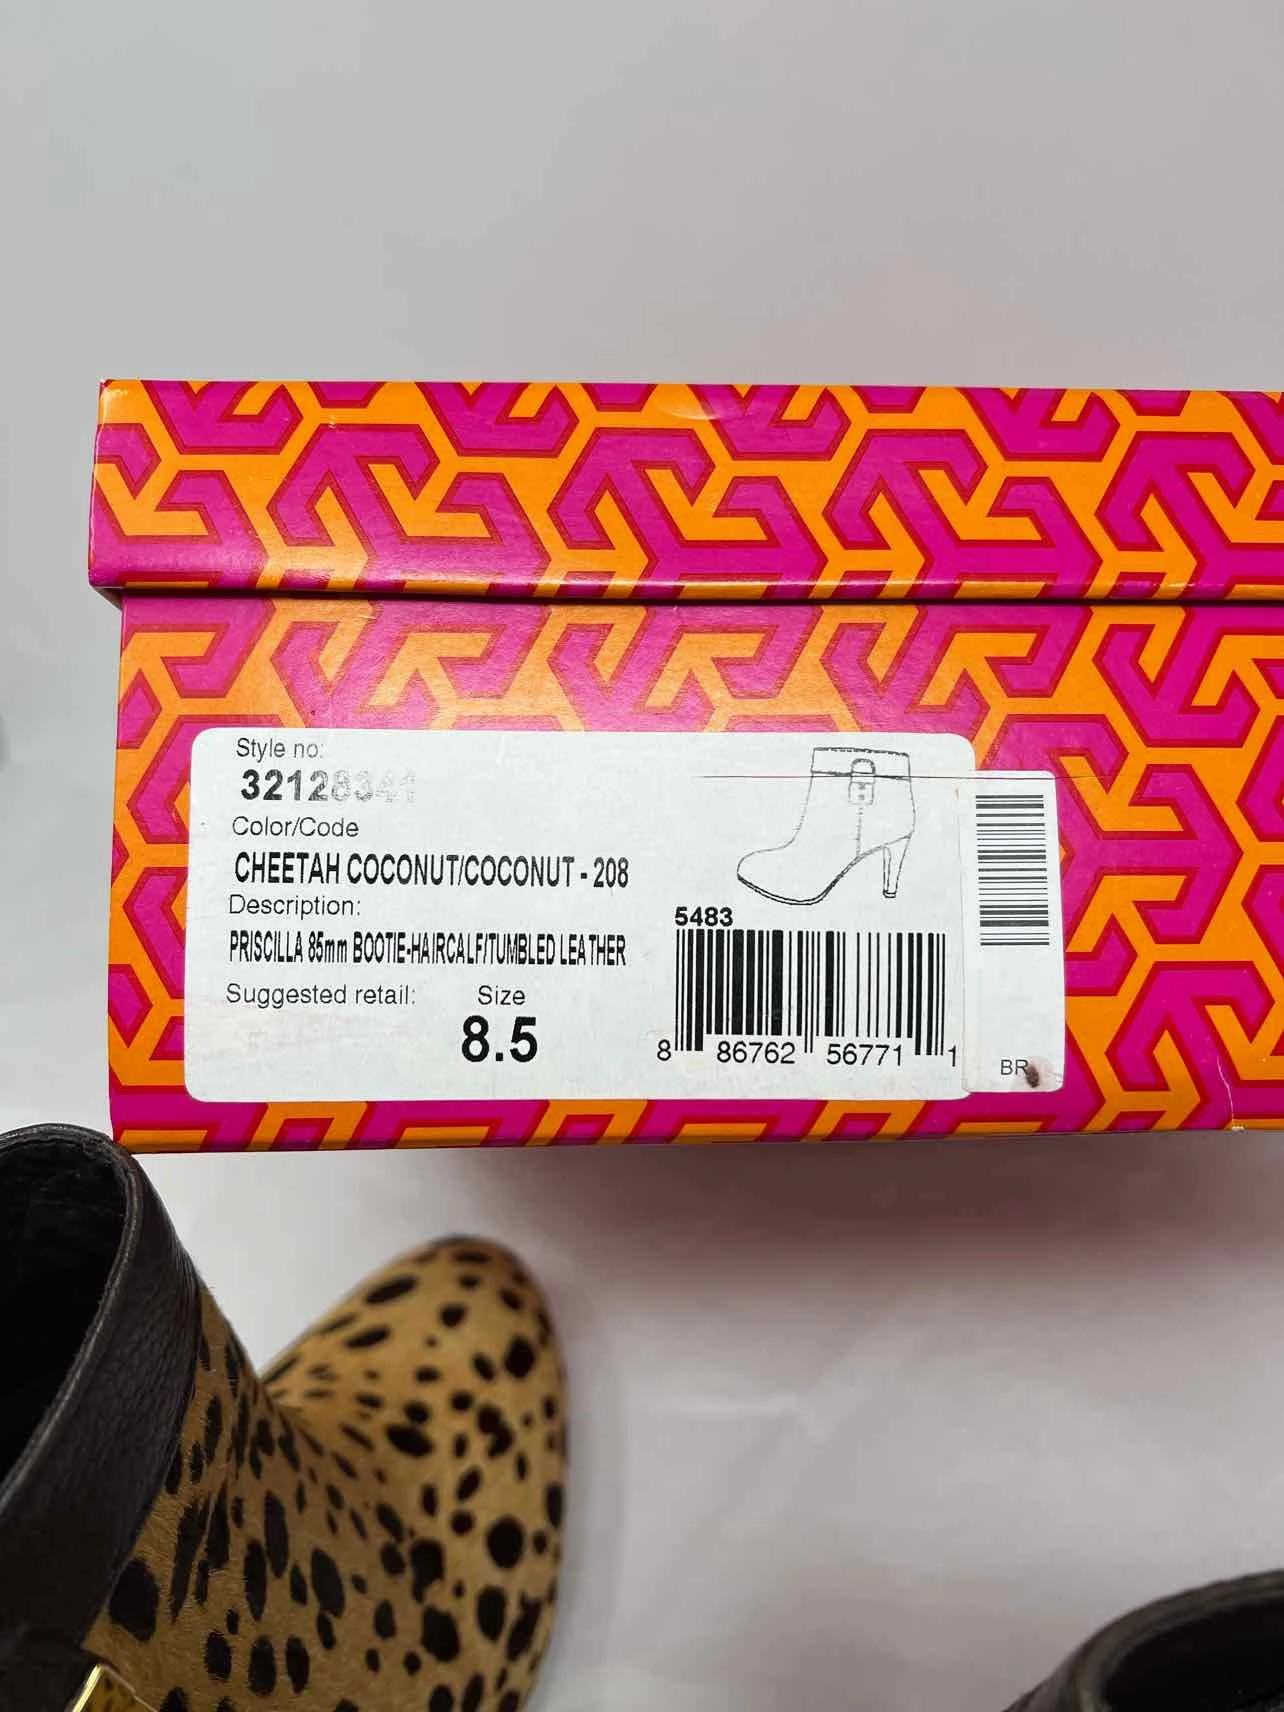 Style no:
32128341
Color/Code
CHEETAH COCONUT/COCONUT - 208
Description:
PRISCILLA 85mm BOOTIE-HAIRCALF/TUMBLED LEATHER
Suggested retail:
Size
8.5
5483
8 86762 56771 1
BR